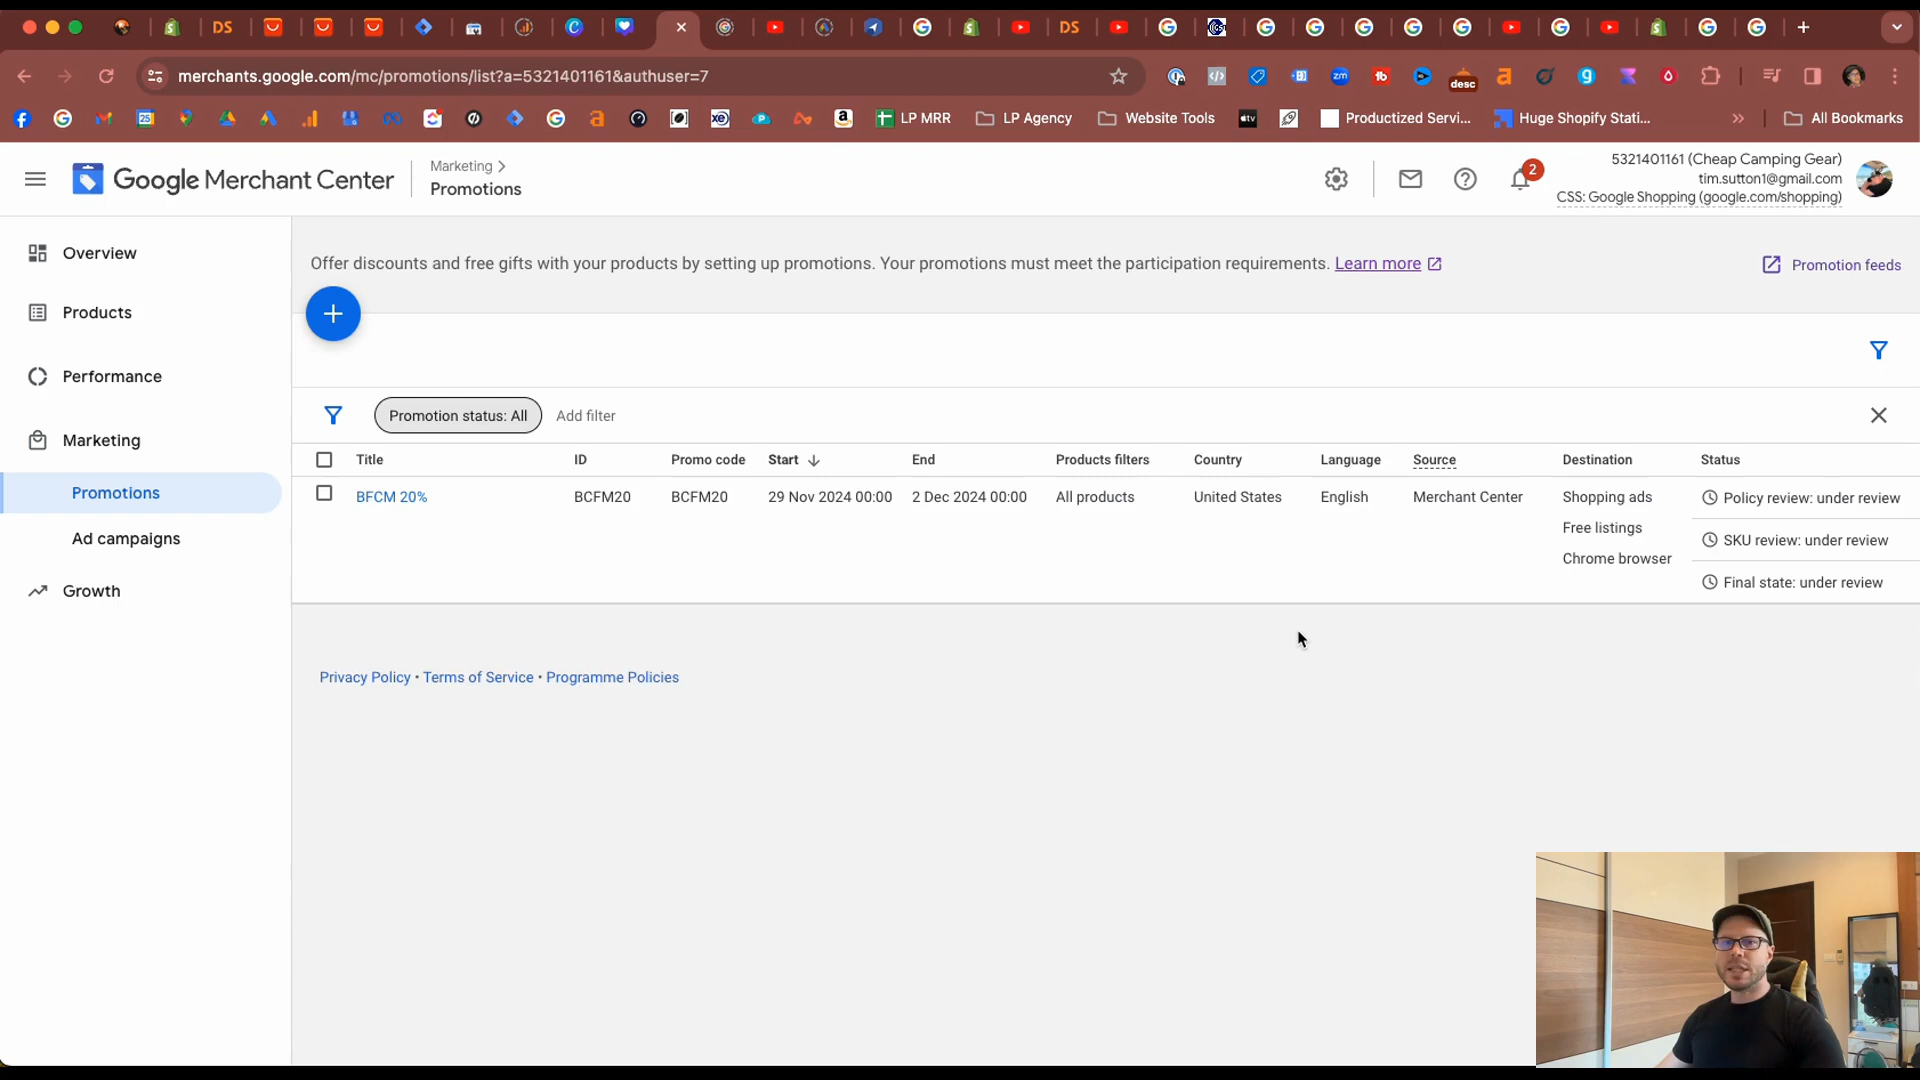 DS
DS
merchants.google.com/mc/promotions/list?a=5321401161&authuser=7
desc
LP MRR
LP Agency
Website Tools
Productized Servi...
Huge Shopify Stati...
All Bookmarks
Google Merchant Center
Marketing
Promotions
2
5321401161 (Cheap Camping Gear)
tim.sutton1@gmail.com
CSS: Google Shopping (google.com/shopping)
Overview
Products
Performance
Marketing
Promotions
Ad campaigns
Growth
Offer discounts and free gifts with your products by setting up promotions. Your promotions must meet the participation requirements. Learn more
Promotion feeds
Promotion status: All
Add filter
Title ID Promo code Start End Products filters Country Language Source Destination Status
BFCM 20% BCFM20 BCFM20 29 Nov 2024 00:00 2 Dec 2024 00:00 All products United States English Merchant Center Shopping ads Policy review: under review
Free listings
SKU review: under review
Chrome browser
Final state: under review
Privacy Policy • Terms of Service • Programme Policies